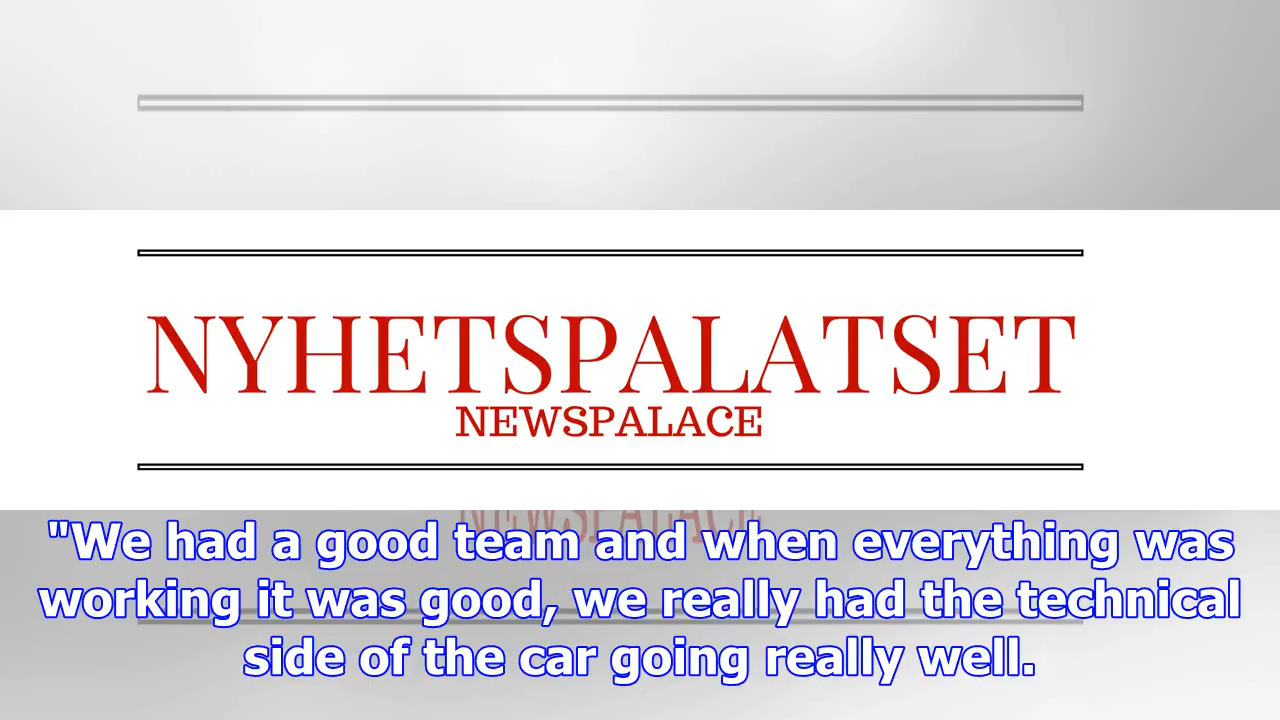 NYHETSPALATSET
NEWSPALACE
NEWSPALACE
"We had a good team and when everything was
working it was good, we really had the technical
side of the car going really well.